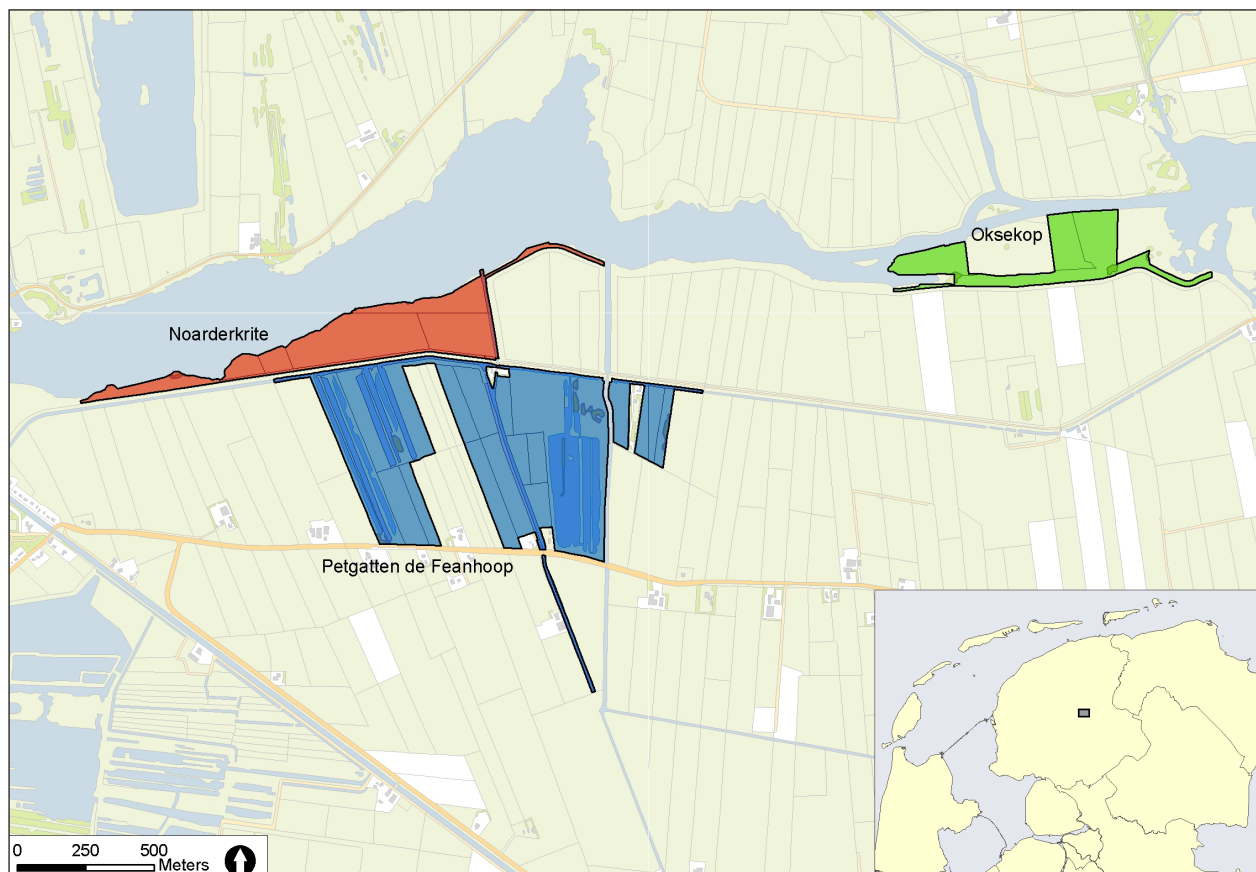 Oksekop
Noarderkrite
Petgatten de Feanhoop
0 250 500
Meters